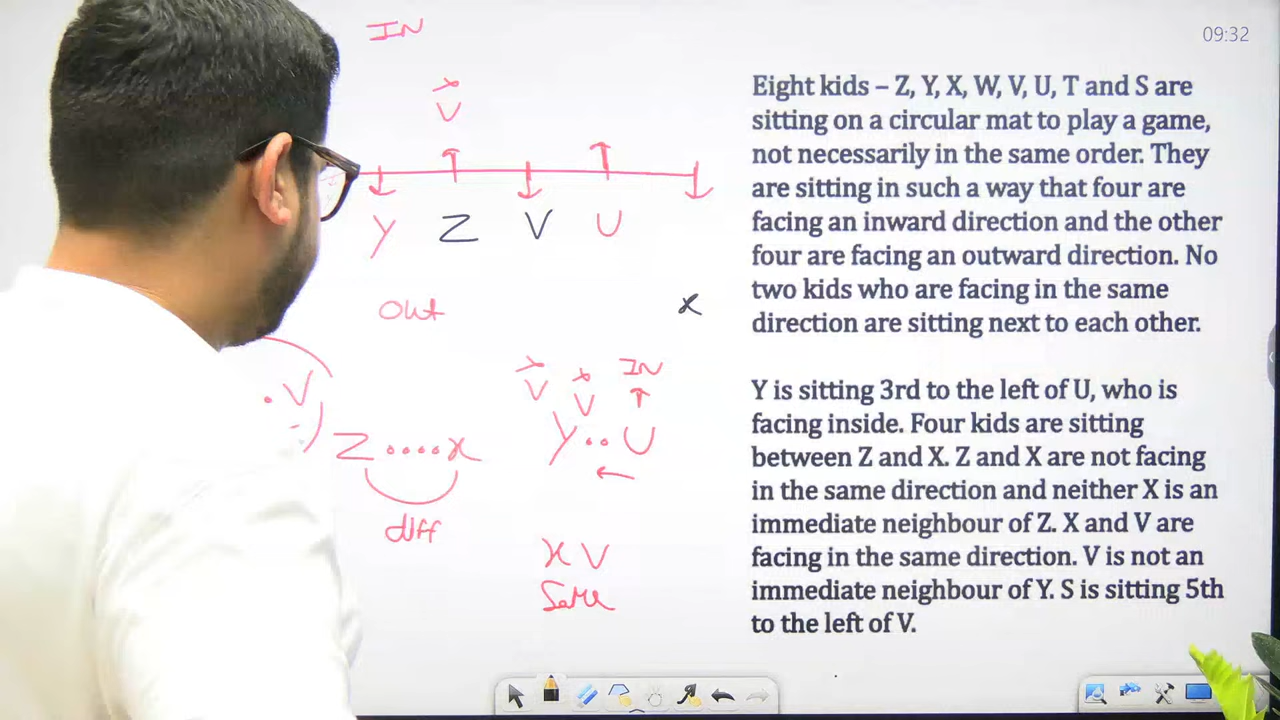 09:32
IN
V
Y Z V U
Out
x
Eight kids – Z, Y, X, W, V, U, T and S are
sitting on a circular mat to play a game,
not necessarily in the same order. They
are sitting in such a way that four are
facing an inward direction and the other
four are facing an outward direction. No
two kids who are facing in the same
direction are sitting next to each other.
IN
V V
. V
Z .... x
Y .. U
diff
x V
Same
Y is sitting 3rd to the left of U, who is
facing inside. Four kids are sitting
between Z and X. Z and X are not facing
in the same direction and neither X is an
immediate neighbour of Z. X and V are
facing in the same direction. V is not an
immediate neighbour of Y. S is sitting 5th
to the left of V.